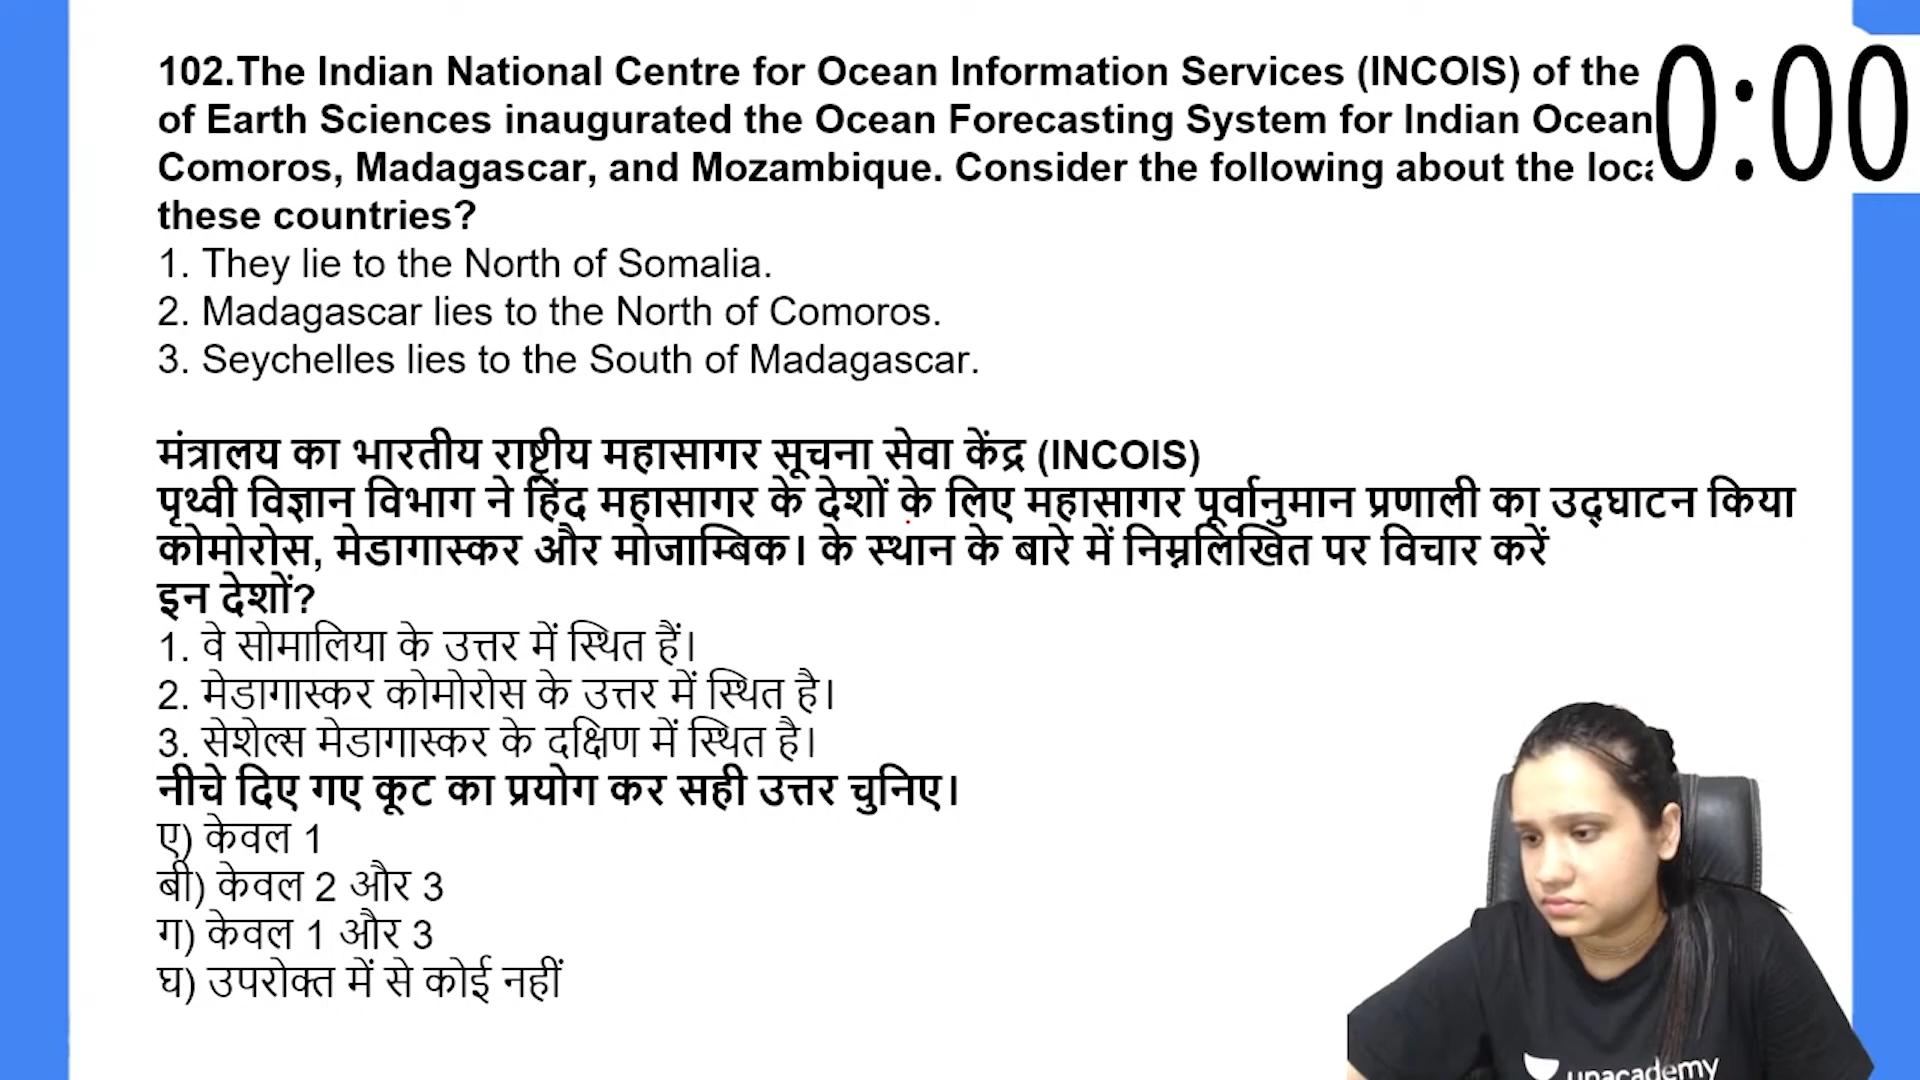 102.The Indian National Centre for Ocean Information Services (INCOIS) of the
of Earth Sciences inaugurated the Ocean Forecasting System for Indian Ocean
Comoros, Madagascar, and Mozambique. Consider the following about the loca
these countries?
1. They lie to the North of Somalia.
2. Madagascar lies to the North of Comoros.
3. Seychelles lies to the South of Madagascar.
0:00
मंत्रालय का भारतीय राष्ट्रीय महासागर सूचना सेवा केंद्र (INCOIS)
पृथ्वी विज्ञान विभाग ने हिंद महासागर के देशों के लिए महासागर पूर्वानुमान प्रणाली का उद्घाटन किया
कोमोरोस, मेडागास्कर और मोजाम्बिक। के स्थान के बारे में निम्नलिखित पर विचार करें
इन देशों?
1. वे सोमालिया के उत्तर में स्थित हैं।
2. मेडागास्कर कोमोरोस के उत्तर में स्थित है।
3. सेशेल्स मेडागास्कर के दक्षिण में स्थित है।
नीचे दिए गए कूट का प्रयोग कर सही उत्तर चुनिए।
ए) केवल 1
बी) केवल 2 और 3
ग) केवल 1 और 3
घ) उपरोक्त में से कोई नहीं
unacademy